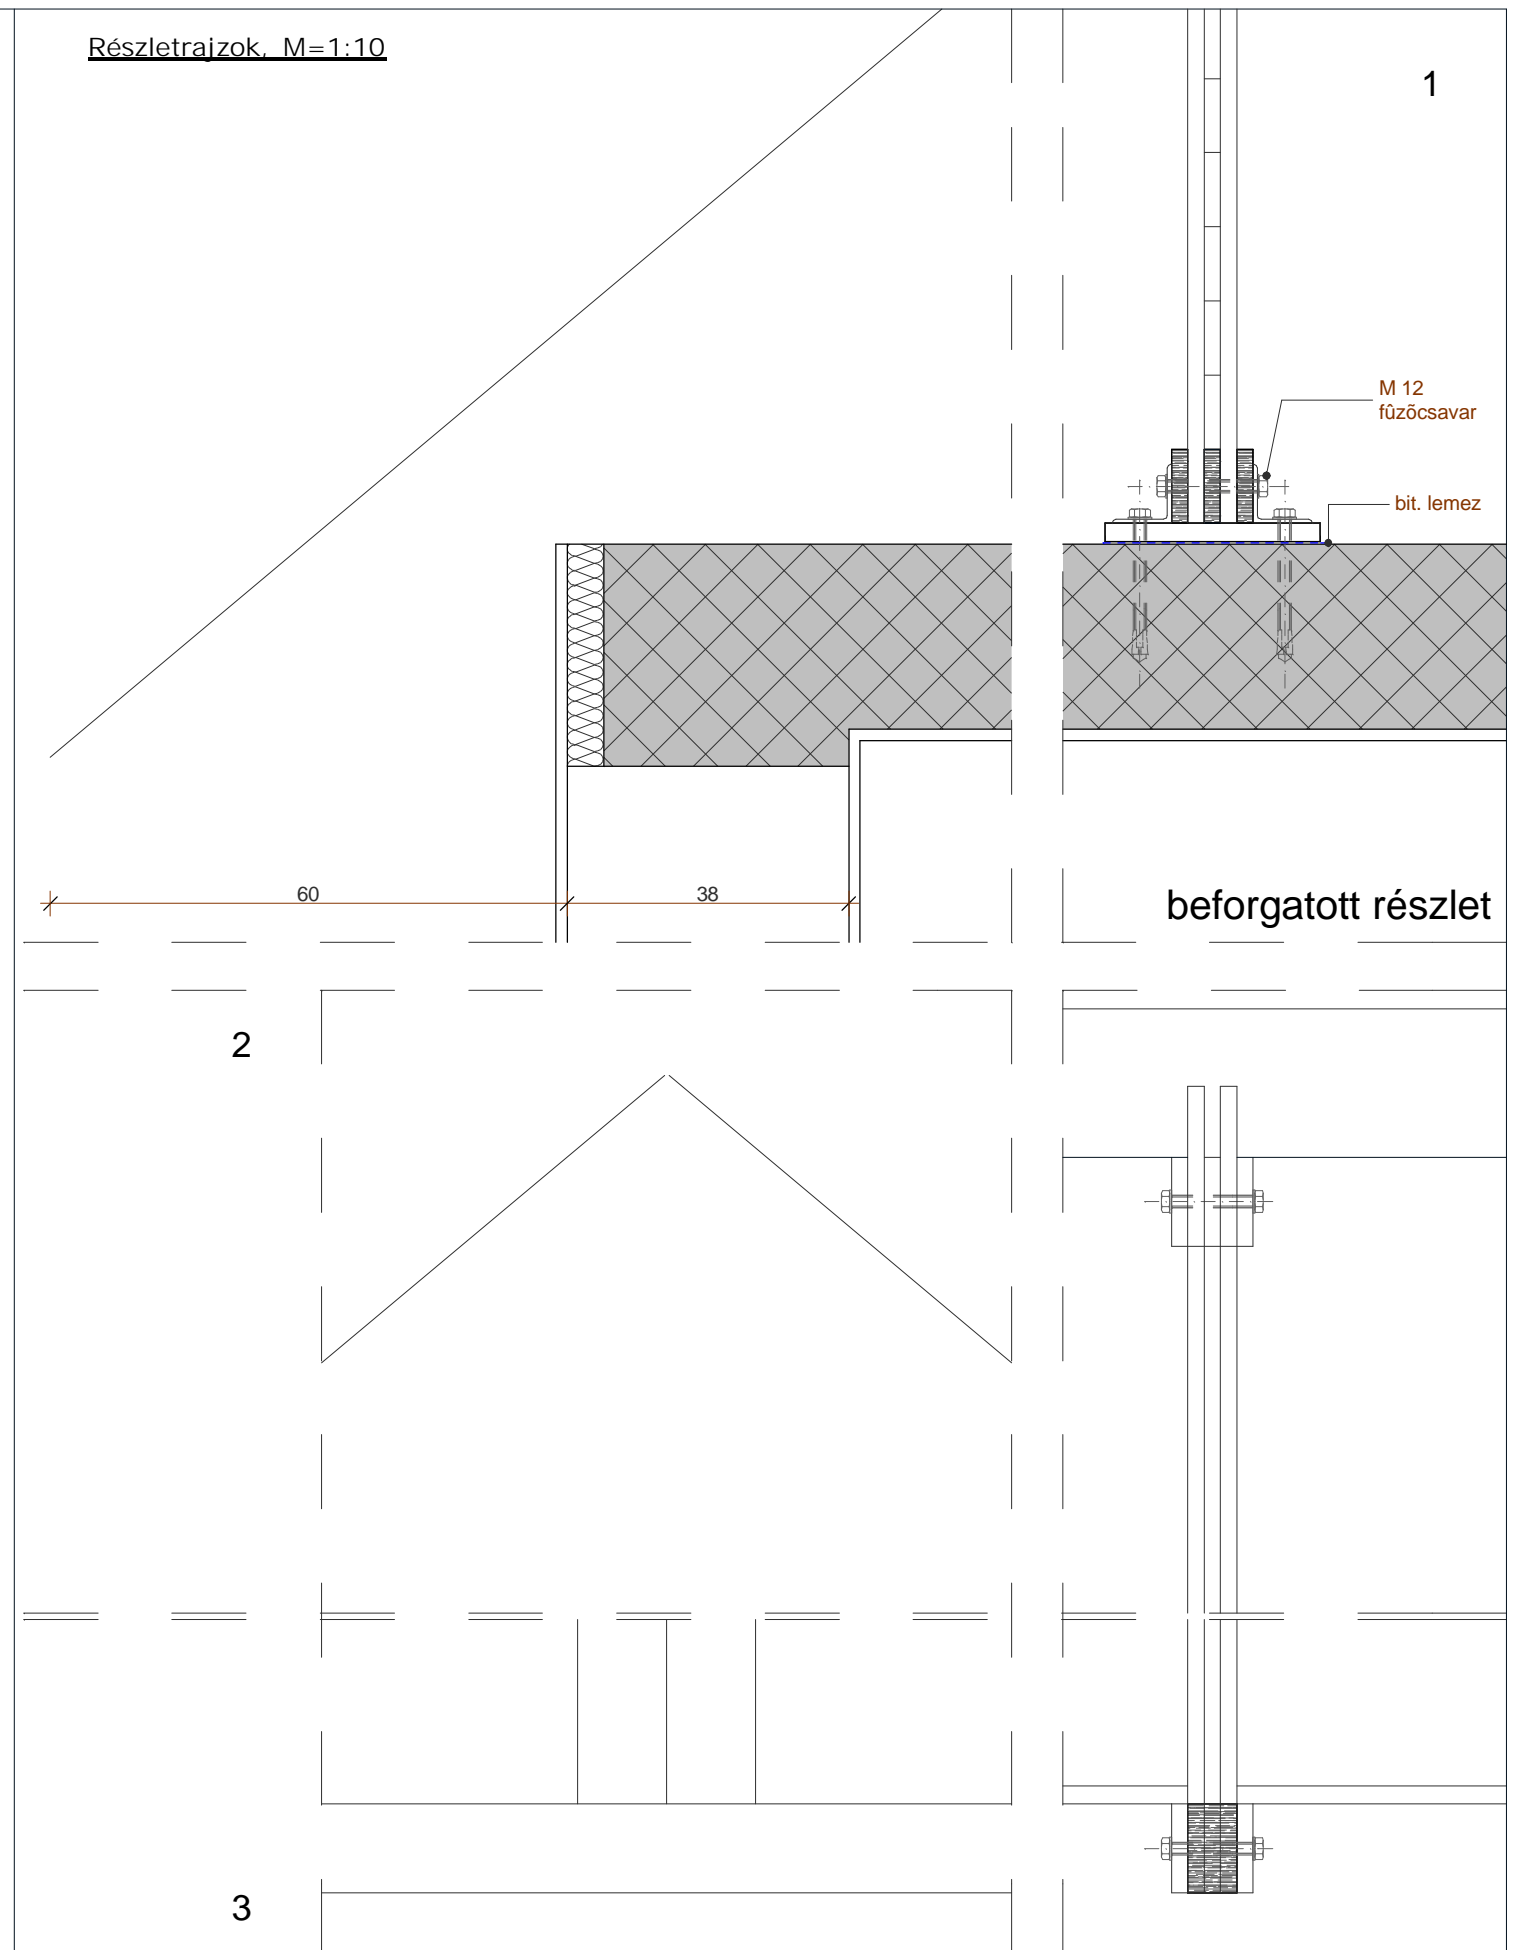 Részletrajzok, M=1:10
1
M 12
fûzõcsavar
bit. lemez
60
38
beforgatott részlet
2
3